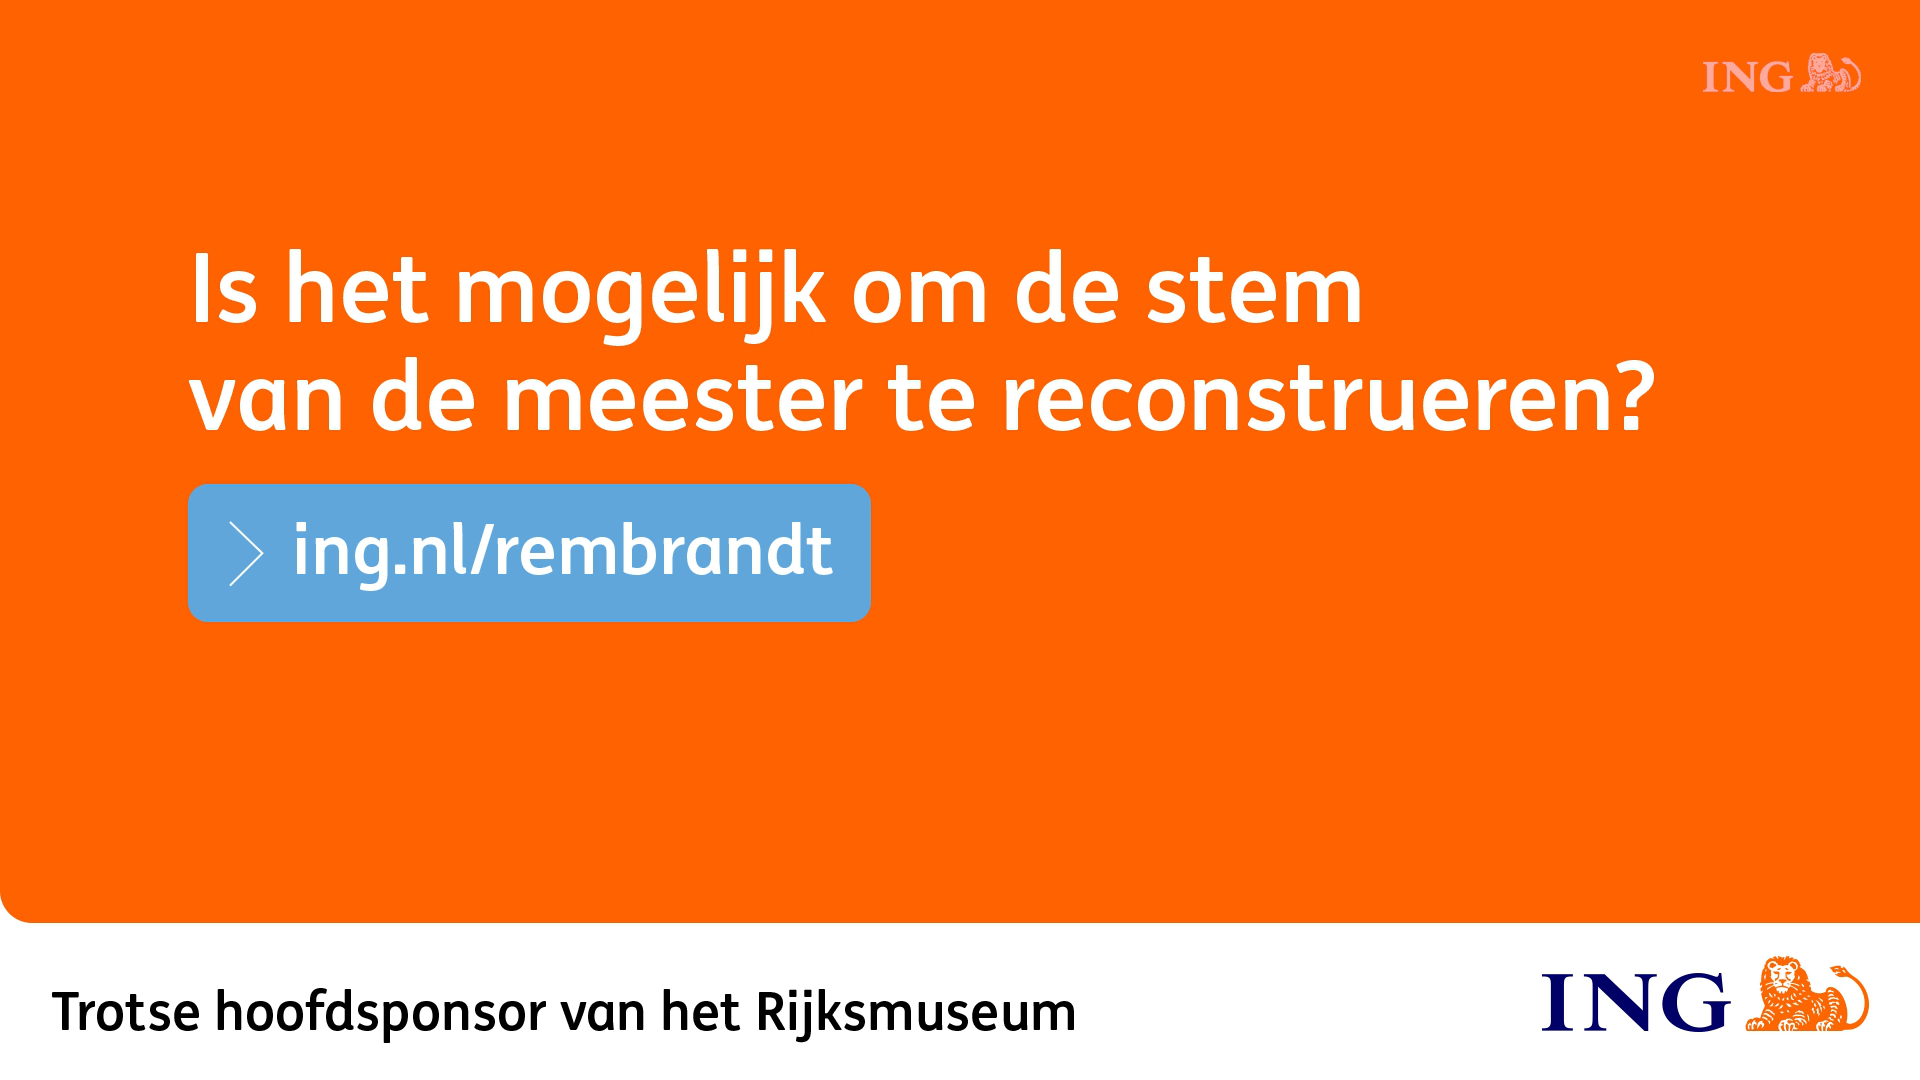 ING
Is het mogelijk om de stem
van de meester te reconstrueren?
ing.nl/rembrandt
Trotse hoofdsponsor van het Rijksmuseum
ING